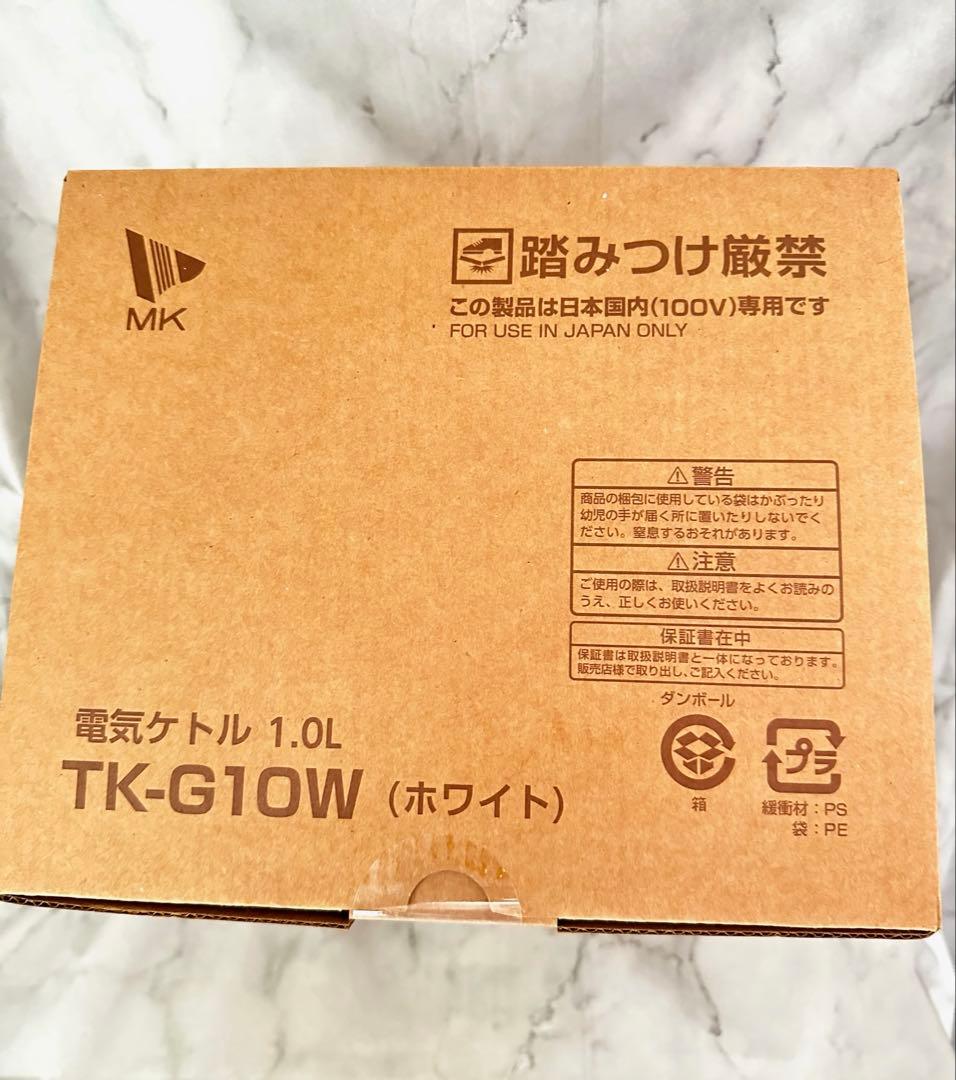 MK
踏みつけ厳禁
この製品は日本国内(100V)専用です
FOR USE IN JAPAN ONLY
警告
商品の梱包に使用している袋はかぶったり
幼児の手が届く所に置いたりしないでく
ださい。窒息するおそれがあります。
注意
ご使用の際は、取扱説明書をよくお読みの
うえ、正しくお使いください。
保証書在中
保証書は取扱説明書と一体になっております。
販売店様で取り出し、ご記入ください。
電気ケトル 1.0L
TK-G10W (ホワイト)
ダンボール
箱
プラ
緩衝材:PS
袋:PE